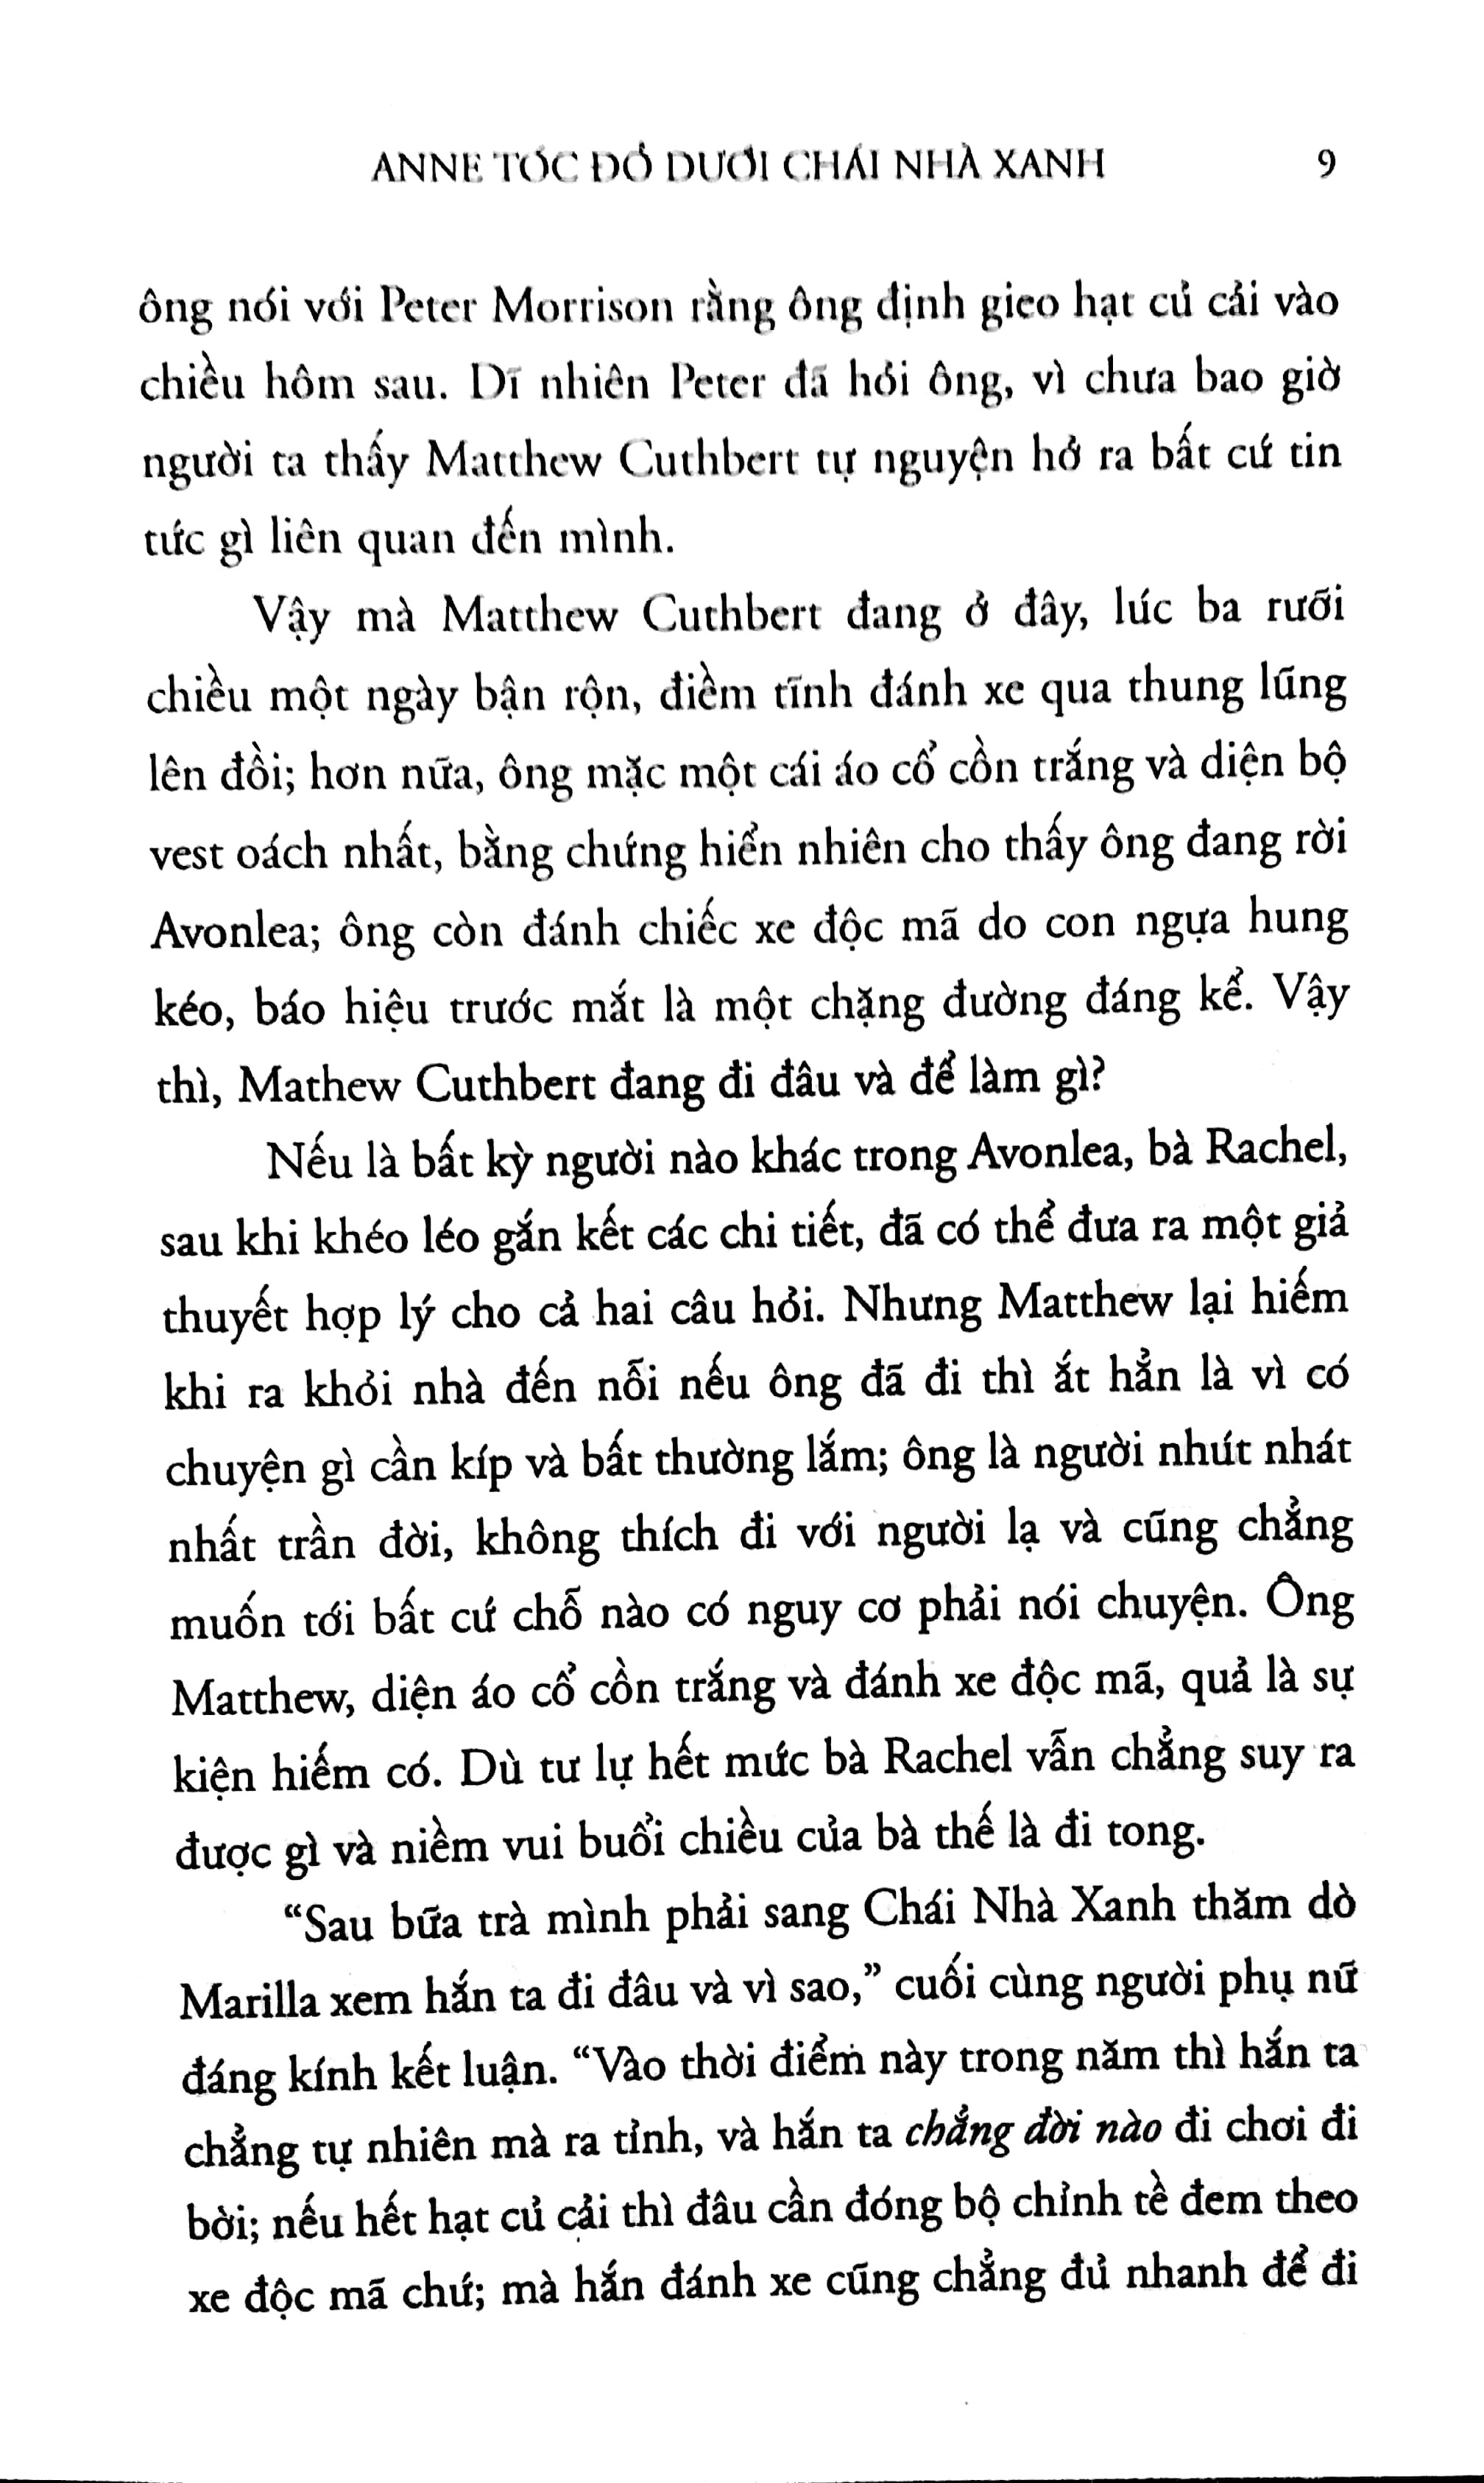 ANNE TÓC ĐỎ DƯỚI CHÁI NHÀ XANH 9
ông nói với Peter Morrison rằng ông định gieo hạt củ cải vào
chiều hôm sau. Dĩ nhiên Peter đã hỏi ông, vì chưa bao giờ
người ta thấy Matthew Cuthbert tự nguyện hở ra bất cứ tin
tức gì liên quan đến mình.
Vậy mà Matthew Cuthbert đang ở đây, lúc ba rưỡi
chiều một ngày bận rộn, điềm tĩnh đánh xe qua thung lũng
lên đồi; hơn nữa, ông mặc một cái áo cổ cồn trắng và diện bộ
vest oách nhất, bằng chứng hiển nhiên cho thấy ông đang rời
Avonlea; ông còn đánh chiếc xe độc mã do con ngựa hung
kéo, báo hiệu trước mắt là một chặng đường đáng kể. Vậy
thì, Mathew Cuthbert đang đi đâu và để làm gì?
Nếu là bất kỳ người nào khác trong Avonlea, bà Rachel,
sau khi khéo léo gắn kết các chi tiết, đã có thể đưa ra một giả
thuyết hợp lý cho cả hai câu hỏi. Nhưng Matthew lại hiếm
khi ra khỏi nhà đến nỗi nếu ông đã đi thì ắt hẳn là vì có
chuyện gì cần kíp và bất thường lắm; ông là người nhút nhát
nhất trần đời, không thích đi với người lạ và cũng chẳng
muốn tới bất cứ chỗ nào có nguy cơ phải nói chuyện. Ông
Matthew, diện áo cổ cồn trắng và đánh xe độc mã, quả là sự
kiện hiếm có. Dù tư lự hết mức bà Rachel vẫn chẳng suy ra
được gì và niềm vui buổi chiều của bà thế là đi tong.
“Sau bữa trà mình phải sang Chái Nhà Xanh thăm dò
Marilla xem hắn ta đi đâu và vì sao,” cuối cùng người phụ nữ
đáng kính kết luận. “Vào thời điểm này trong năm thì hắn ta
chẳng tự nhiên mà ra tỉnh, và hắn ta chẳng đời nào đi chơi đi
bời; nếu hết hạt củ cải thì đâu cần đóng bộ chỉnh tề đem theo
xe độc mã chứ; mà hắn đánh xe cũng chẳng đủ nhanh để đi